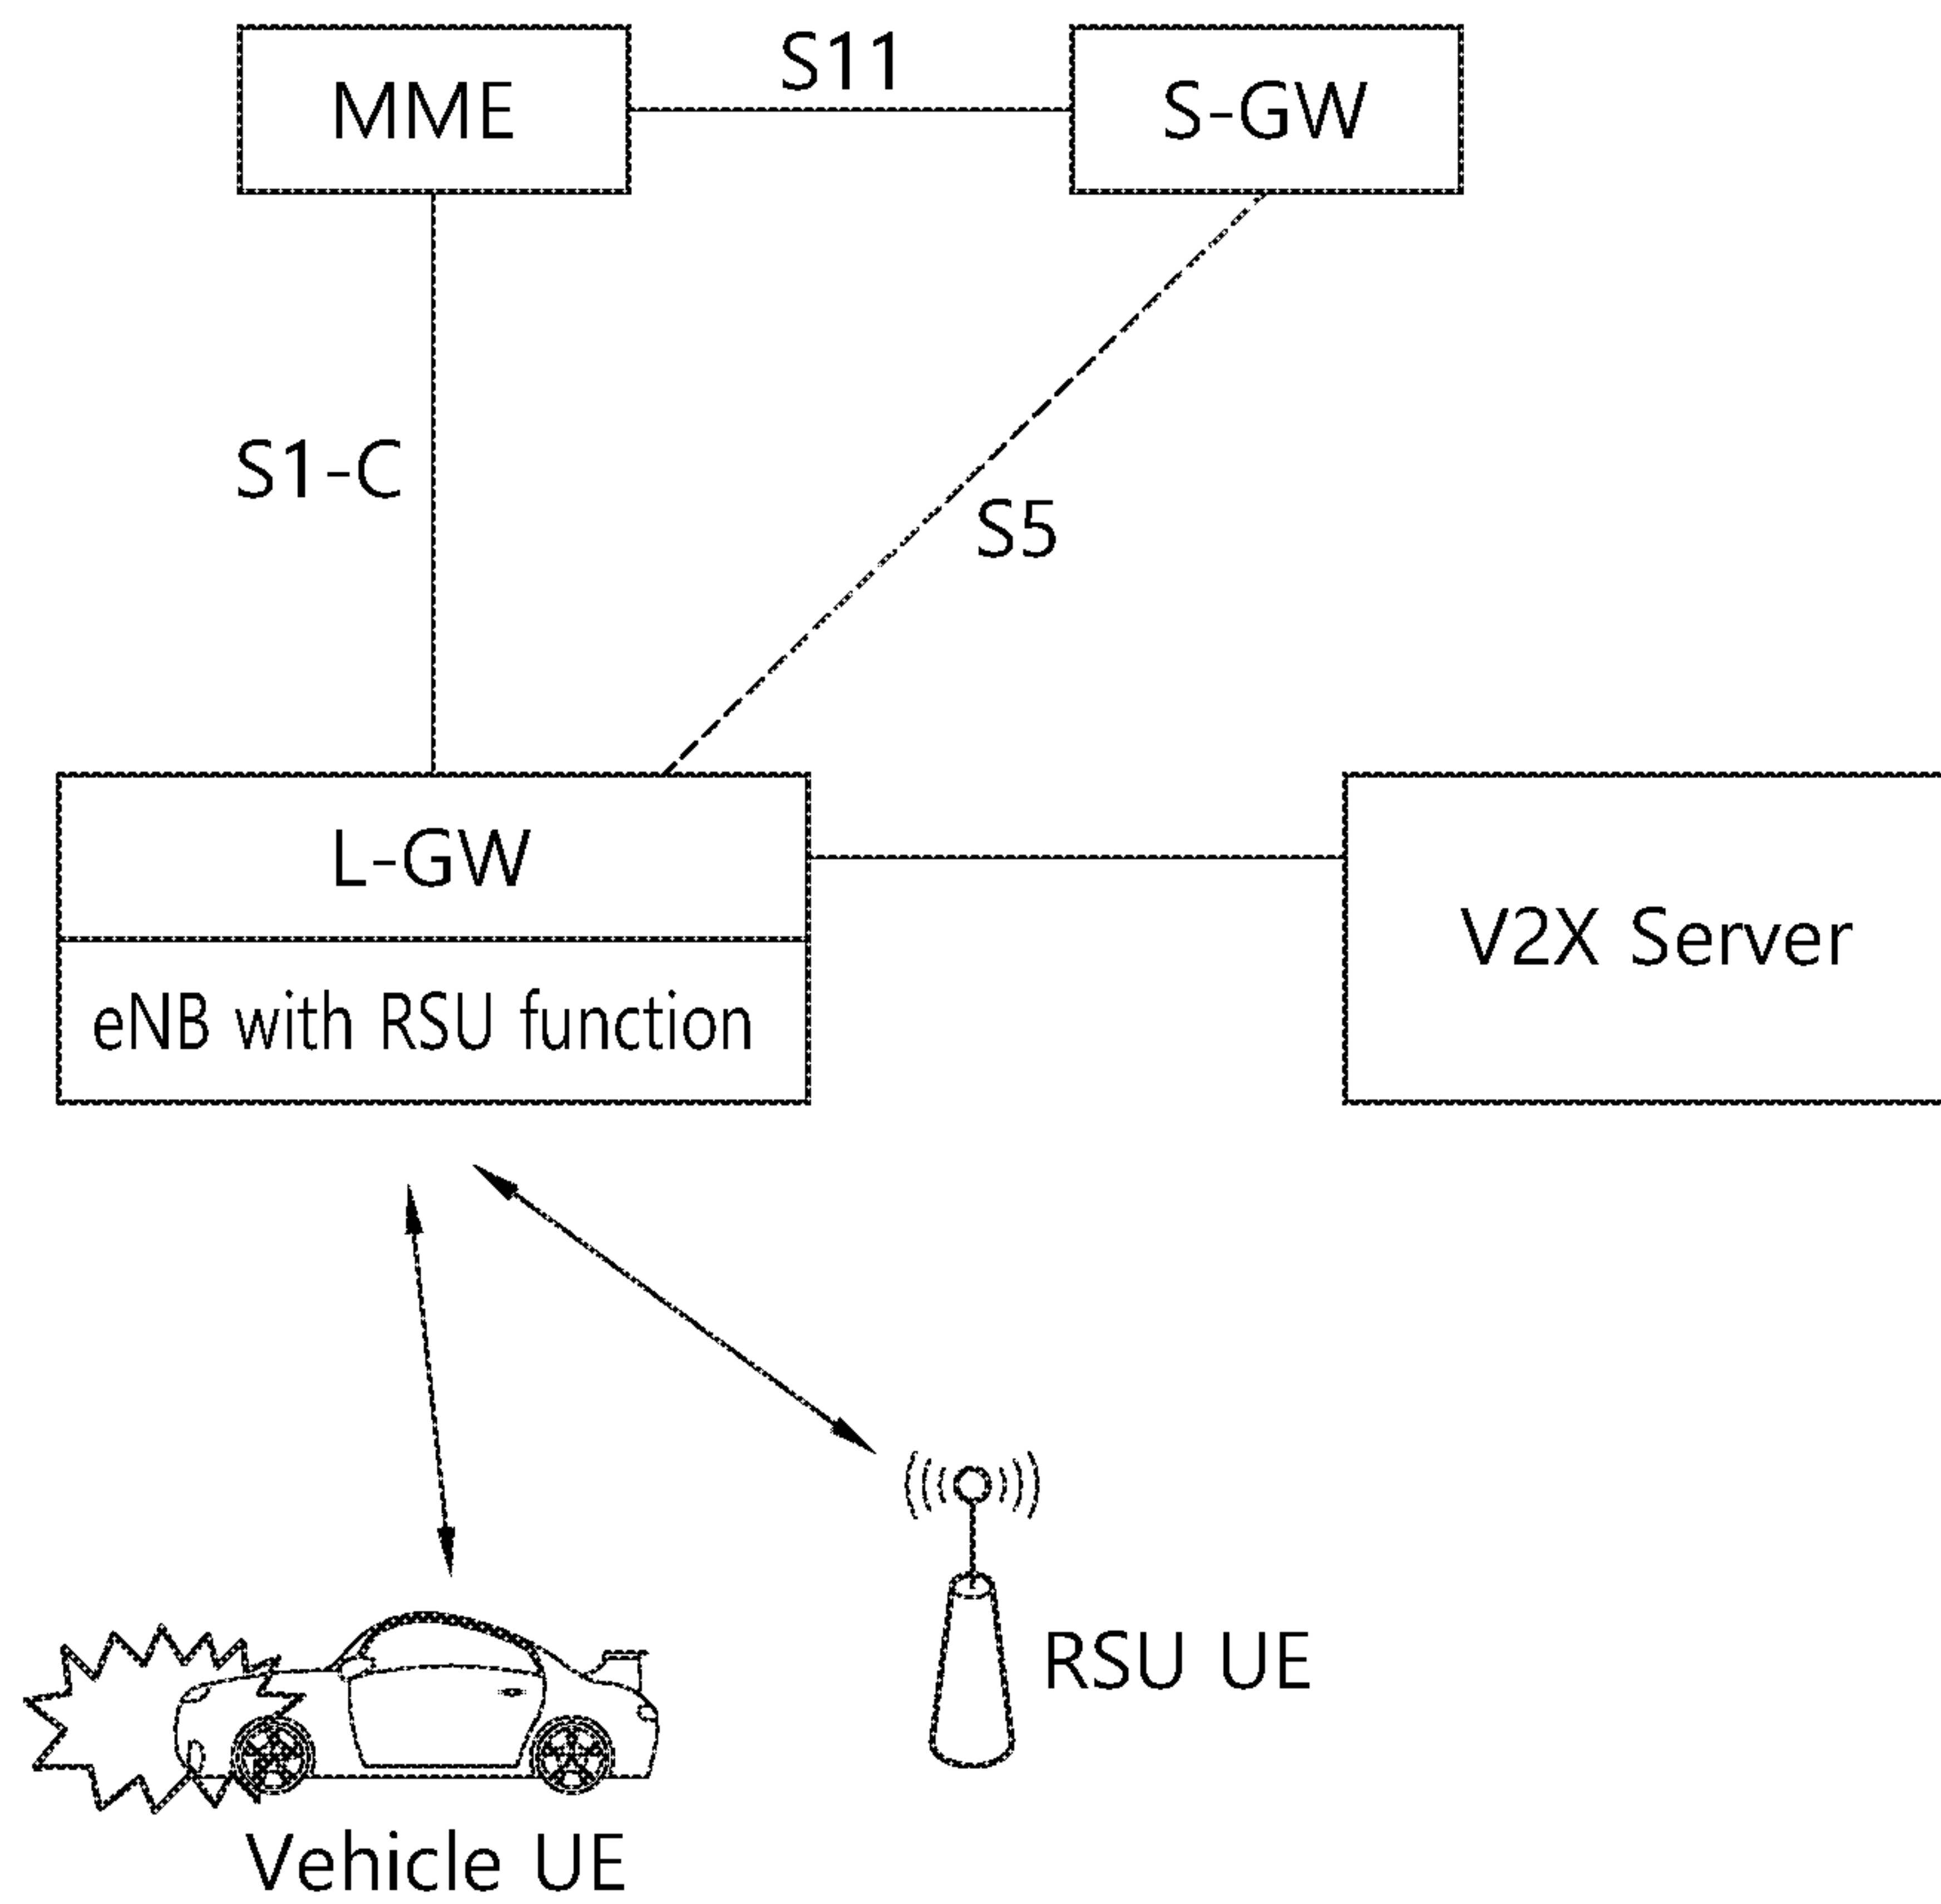 MME
S11
S-GW
S1-C
S5
L-GW
eNB with RSU function
V2X Server
RSU UE
Vehicle UE